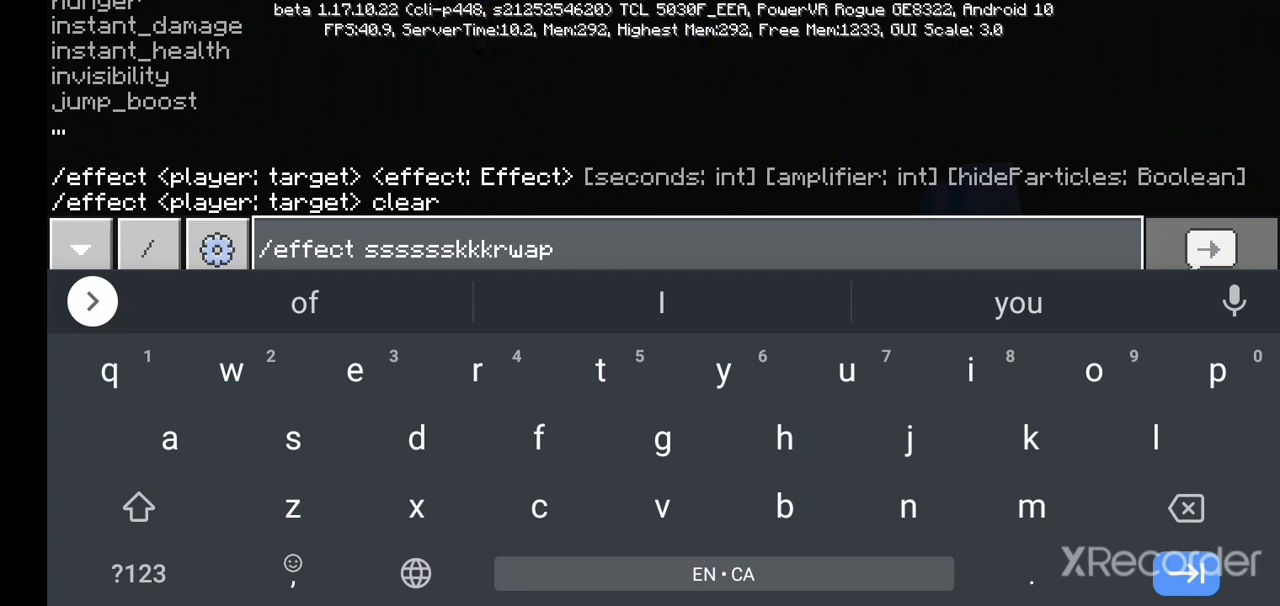 hunger
beta 1.17.10.22 (cli-p448, s2125254620) TCL 5030F_EEA, PowerVR Rogue GE8322, Android 10
FPS:40.9, ServerTime:10.2, Mem:292, Highest Mem:292, Free Mem:1233, GUI Scale: 3.0
instant_damage
instant_health
invisibility
jump_boost
...
/effect <player: target> <effect: Effect> [seconds: int] [amplifier: int] [hideParticles: Boolean]
/effect <player: target> clear
/ /effect ssssssskkkrwap
of I you
q 1 w 2 e 3 r 4 t 5 y 6 u 7 i 8 o 9 p 0
a s d f g h j k l
z x c v b n m
?123 , EN • CA .
XRecorder